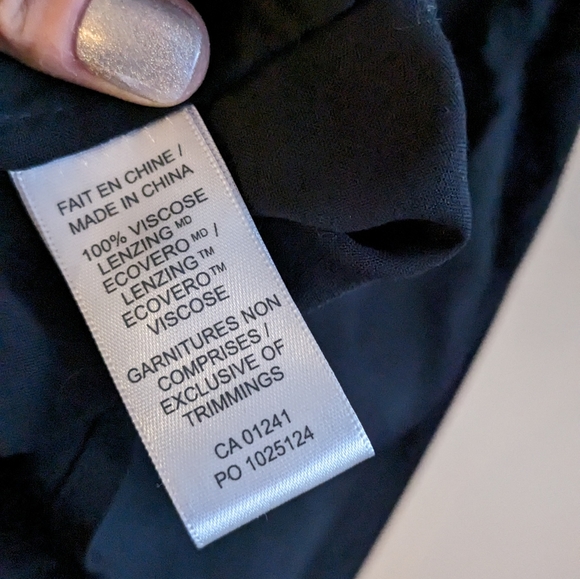 FAIT EN CHINE /
MADE IN CHINA
100% VISCOSE
LENZING MD
ECOVERO MD /
LENZING™
ECOVERO™
VISCOSE
GARNITURES NON
COMPRISES /
EXCLUSIVE OF
TRIMMINGS
CA 01241
PO 1025124